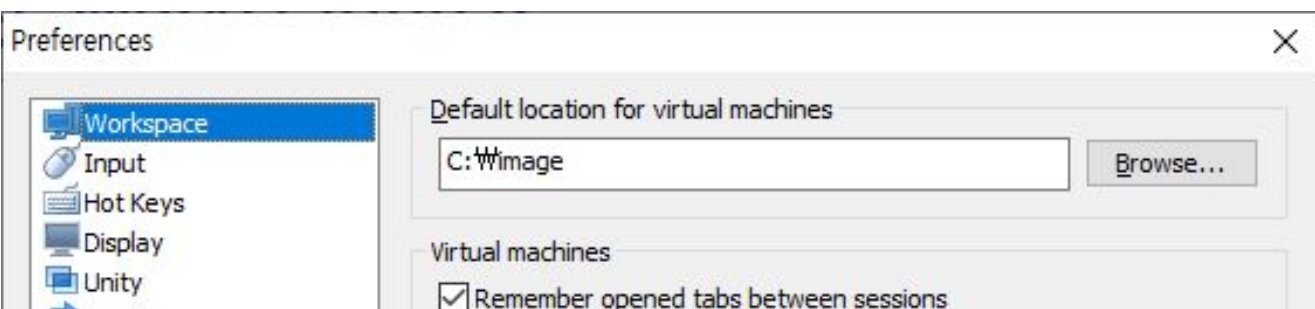 Preferences
Workspace
Input
Hot Keys
Display
Unity
Default location for virtual machines
C:₩image
Browse...
Virtual machines
Remember opened tabs between sessions